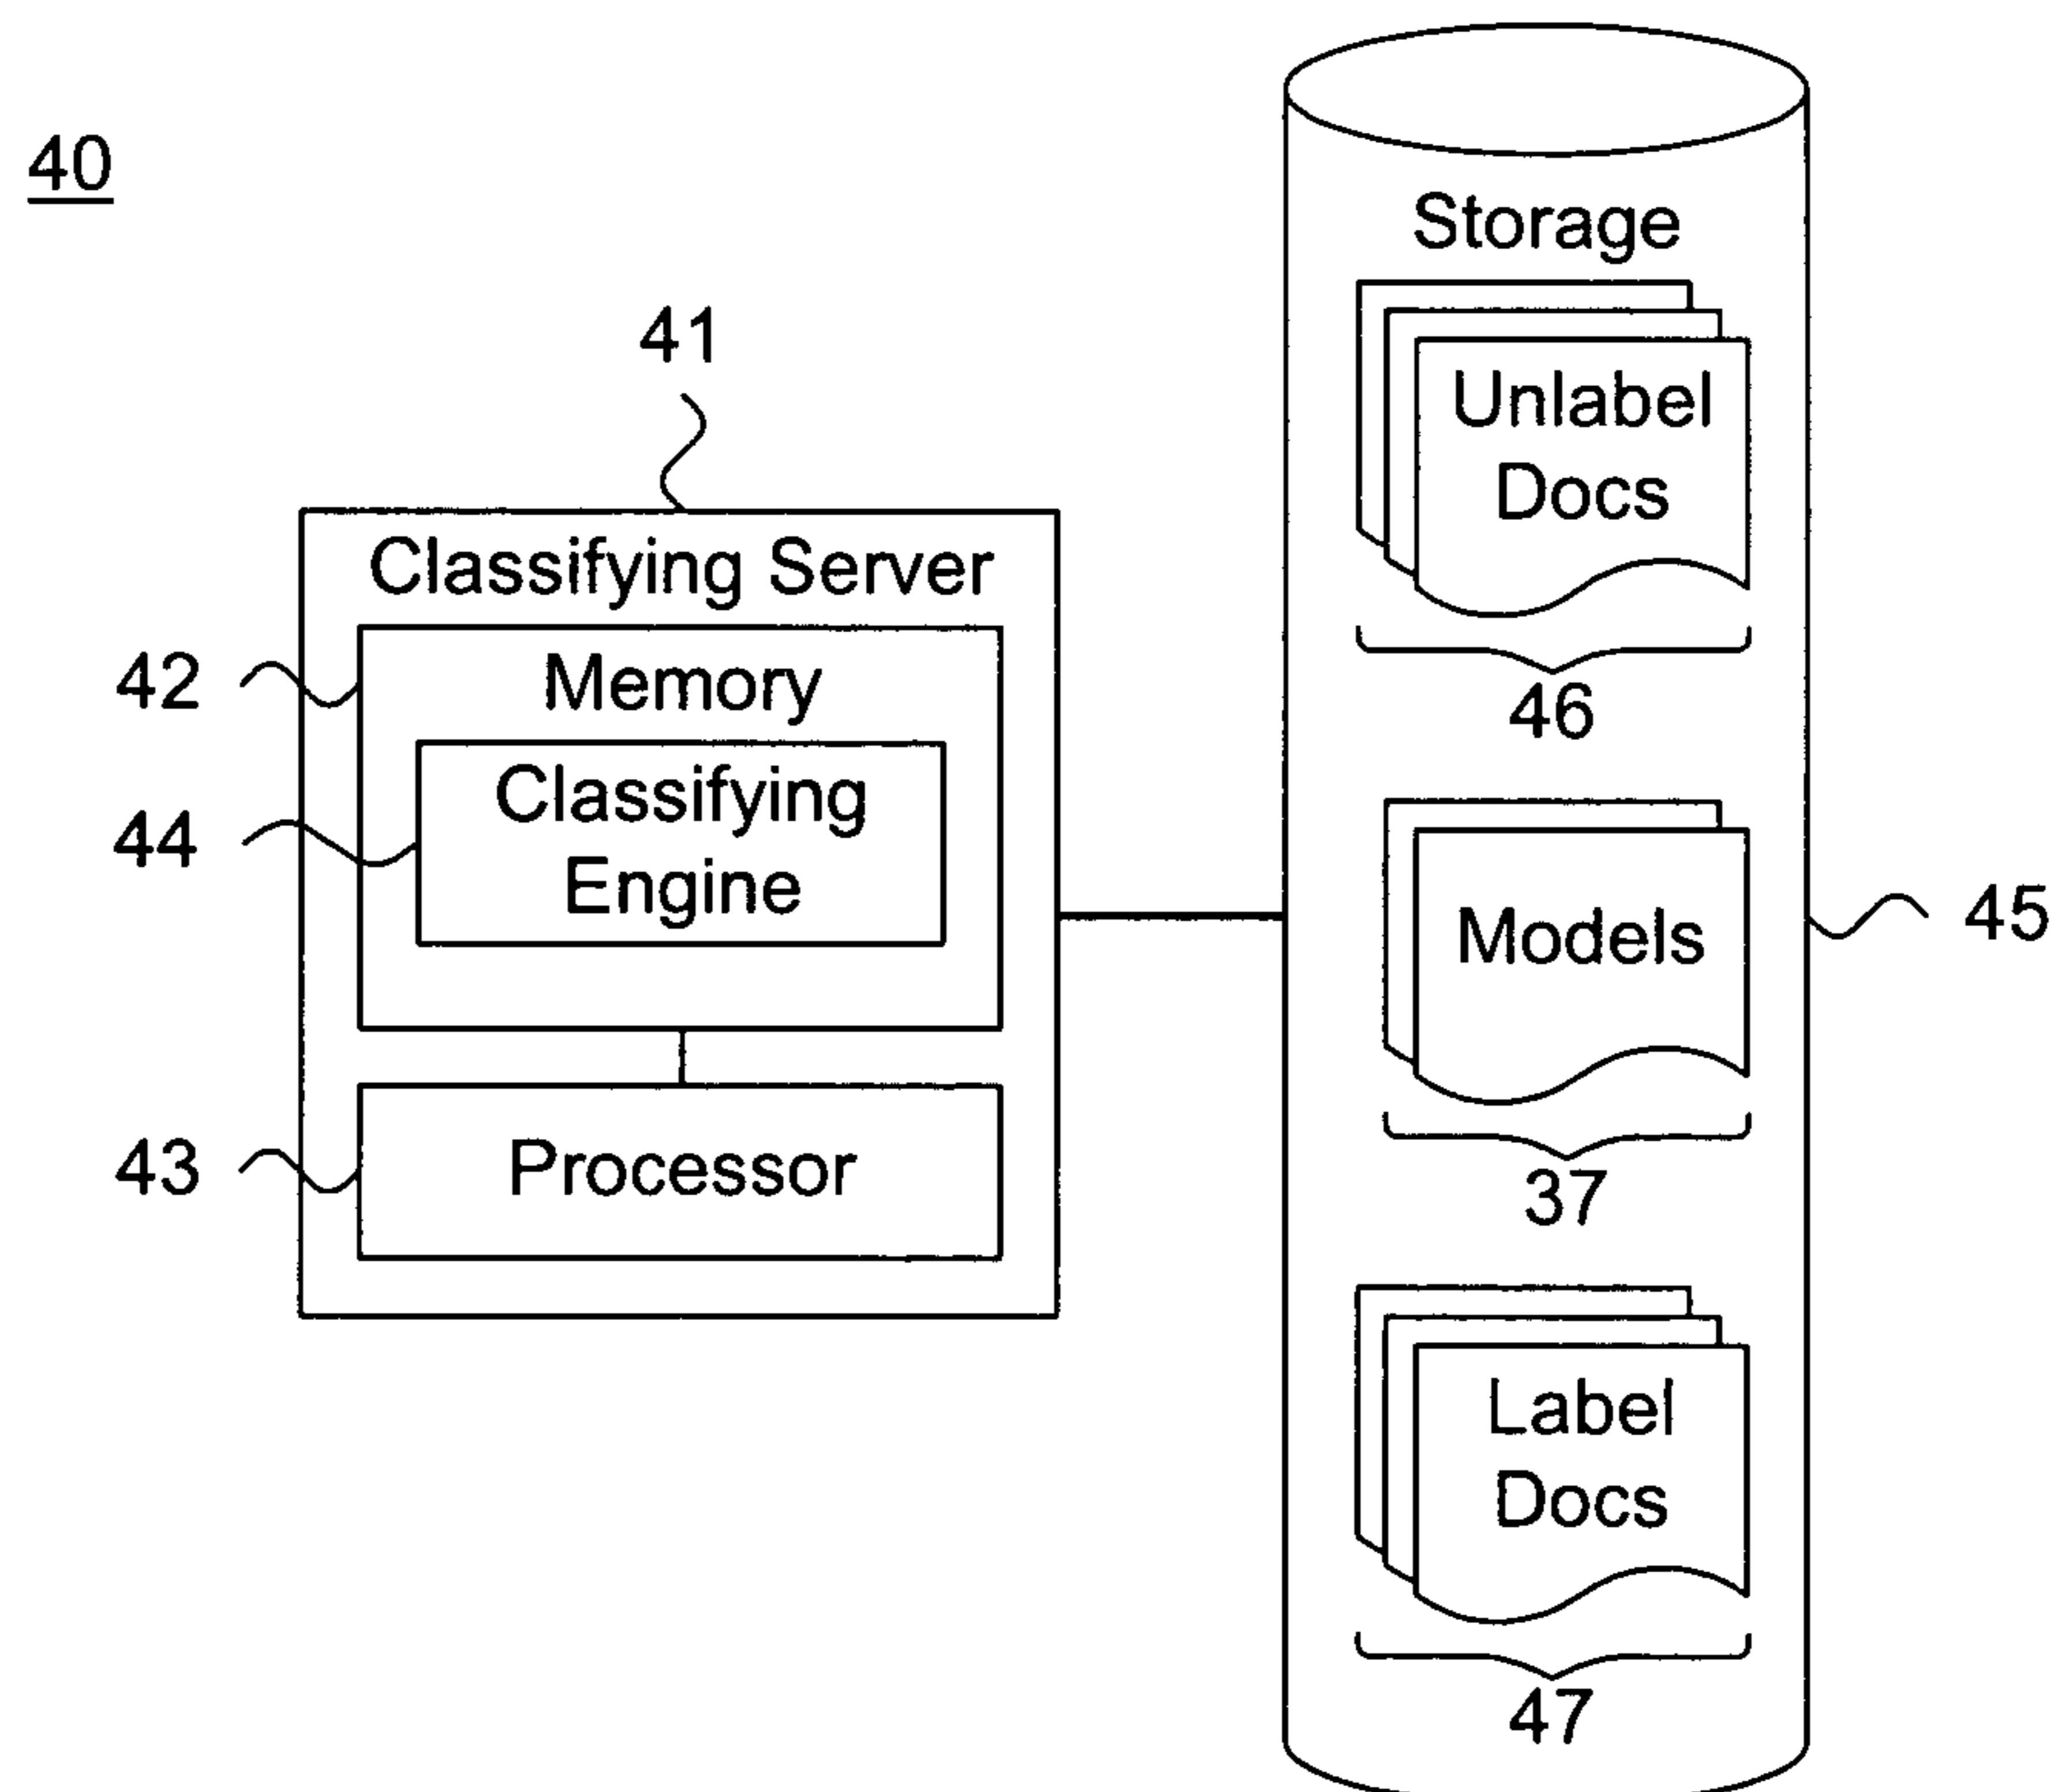 40
41
Classifying Server
42
Memory
44
Classifying
Engine
43
Processor
Storage
Unlabel
Docs
46
Models
37
45
Label
Docs
47